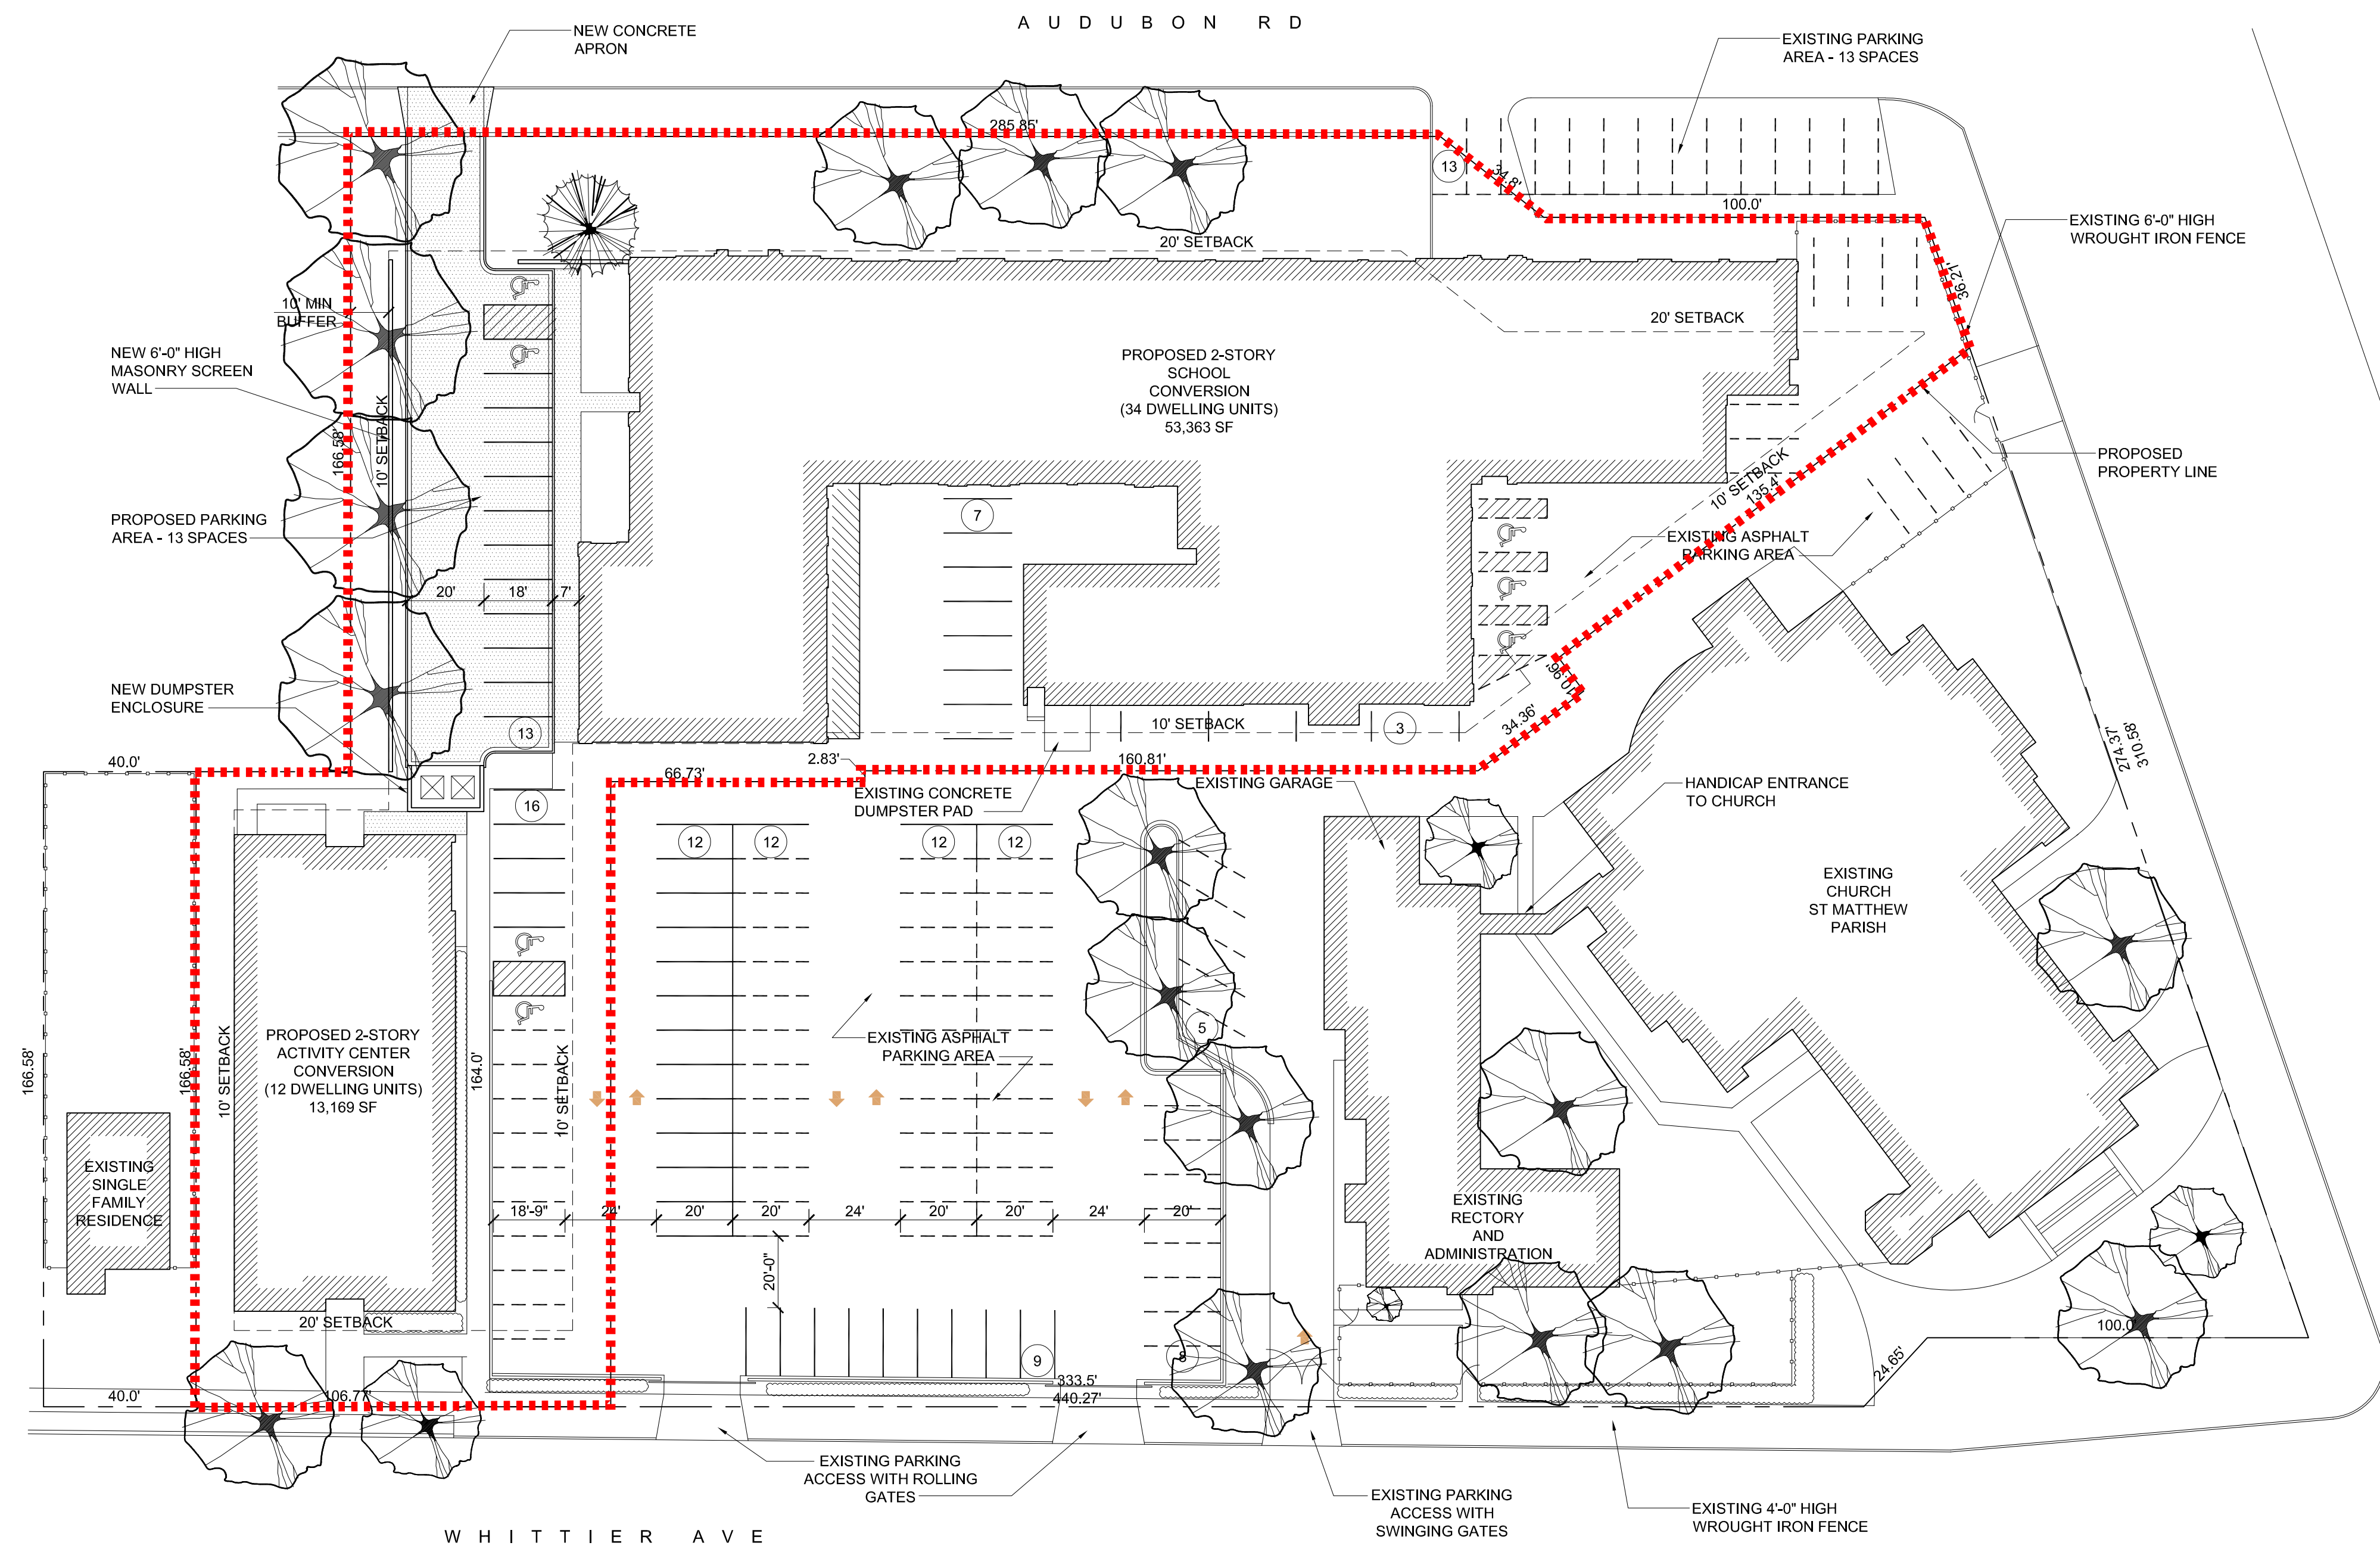 A U D U B O N   R D
NEW CONCRETE
APRON
EXISTING PARKING
AREA - 13 SPACES
285.85'
13
34.8'
100.0'
EXISTING 6'-0" HIGH
WROUGHT IRON FENCE
20' SETBACK
36.21'
10' MIN
BUFFER
20' SETBACK
NEW 6'-0" HIGH
MASONRY SCREEN
WALL
PROPOSED 2-STORY
SCHOOL
CONVERSION
(34 DWELLING UNITS)
53,363 SF
166.58'
10' SETBACK
PROPOSED
PROPERTY LINE
10' SETBACK
135.4'
PROPOSED PARKING
AREA - 13 SPACES
7
EXISTING ASPHALT
PARKING AREA
20'
18'
7'
NEW DUMPSTER
ENCLOSURE
10.96'
34.36'
13
10' SETBACK
3
274.37'
310.58'
40.0'
66.73'
2.83'
160.81'
EXISTING GARAGE
HANDICAP ENTRANCE
TO CHURCH
EXISTING CONCRETE
DUMPSTER PAD
16
12
12
12
12
EXISTING
CHURCH
ST MATTHEW
PARISH
5
166.58'
166.58'
10' SETBACK
PROPOSED 2-STORY
ACTIVITY CENTER
CONVERSION
(12 DWELLING UNITS)
13,169 SF
164.0'
10' SETBACK
EXISTING ASPHALT
PARKING AREA
EXISTING
SINGLE
FAMILY
RESIDENCE
18'-9"
24'
20'
20'
24'
20'
20'
24'
20'
EXISTING
RECTORY
AND
ADMINISTRATION
20'-0"
20' SETBACK
9
8
100.0'
24.65'
40.0'
106.77'
333.5'
440.27'
EXISTING PARKING
ACCESS WITH ROLLING
GATES
EXISTING PARKING
ACCESS WITH
SWINGING GATES
EXISTING 4'-0" HIGH
WROUGHT IRON FENCE
W H I T T I E R   A V E